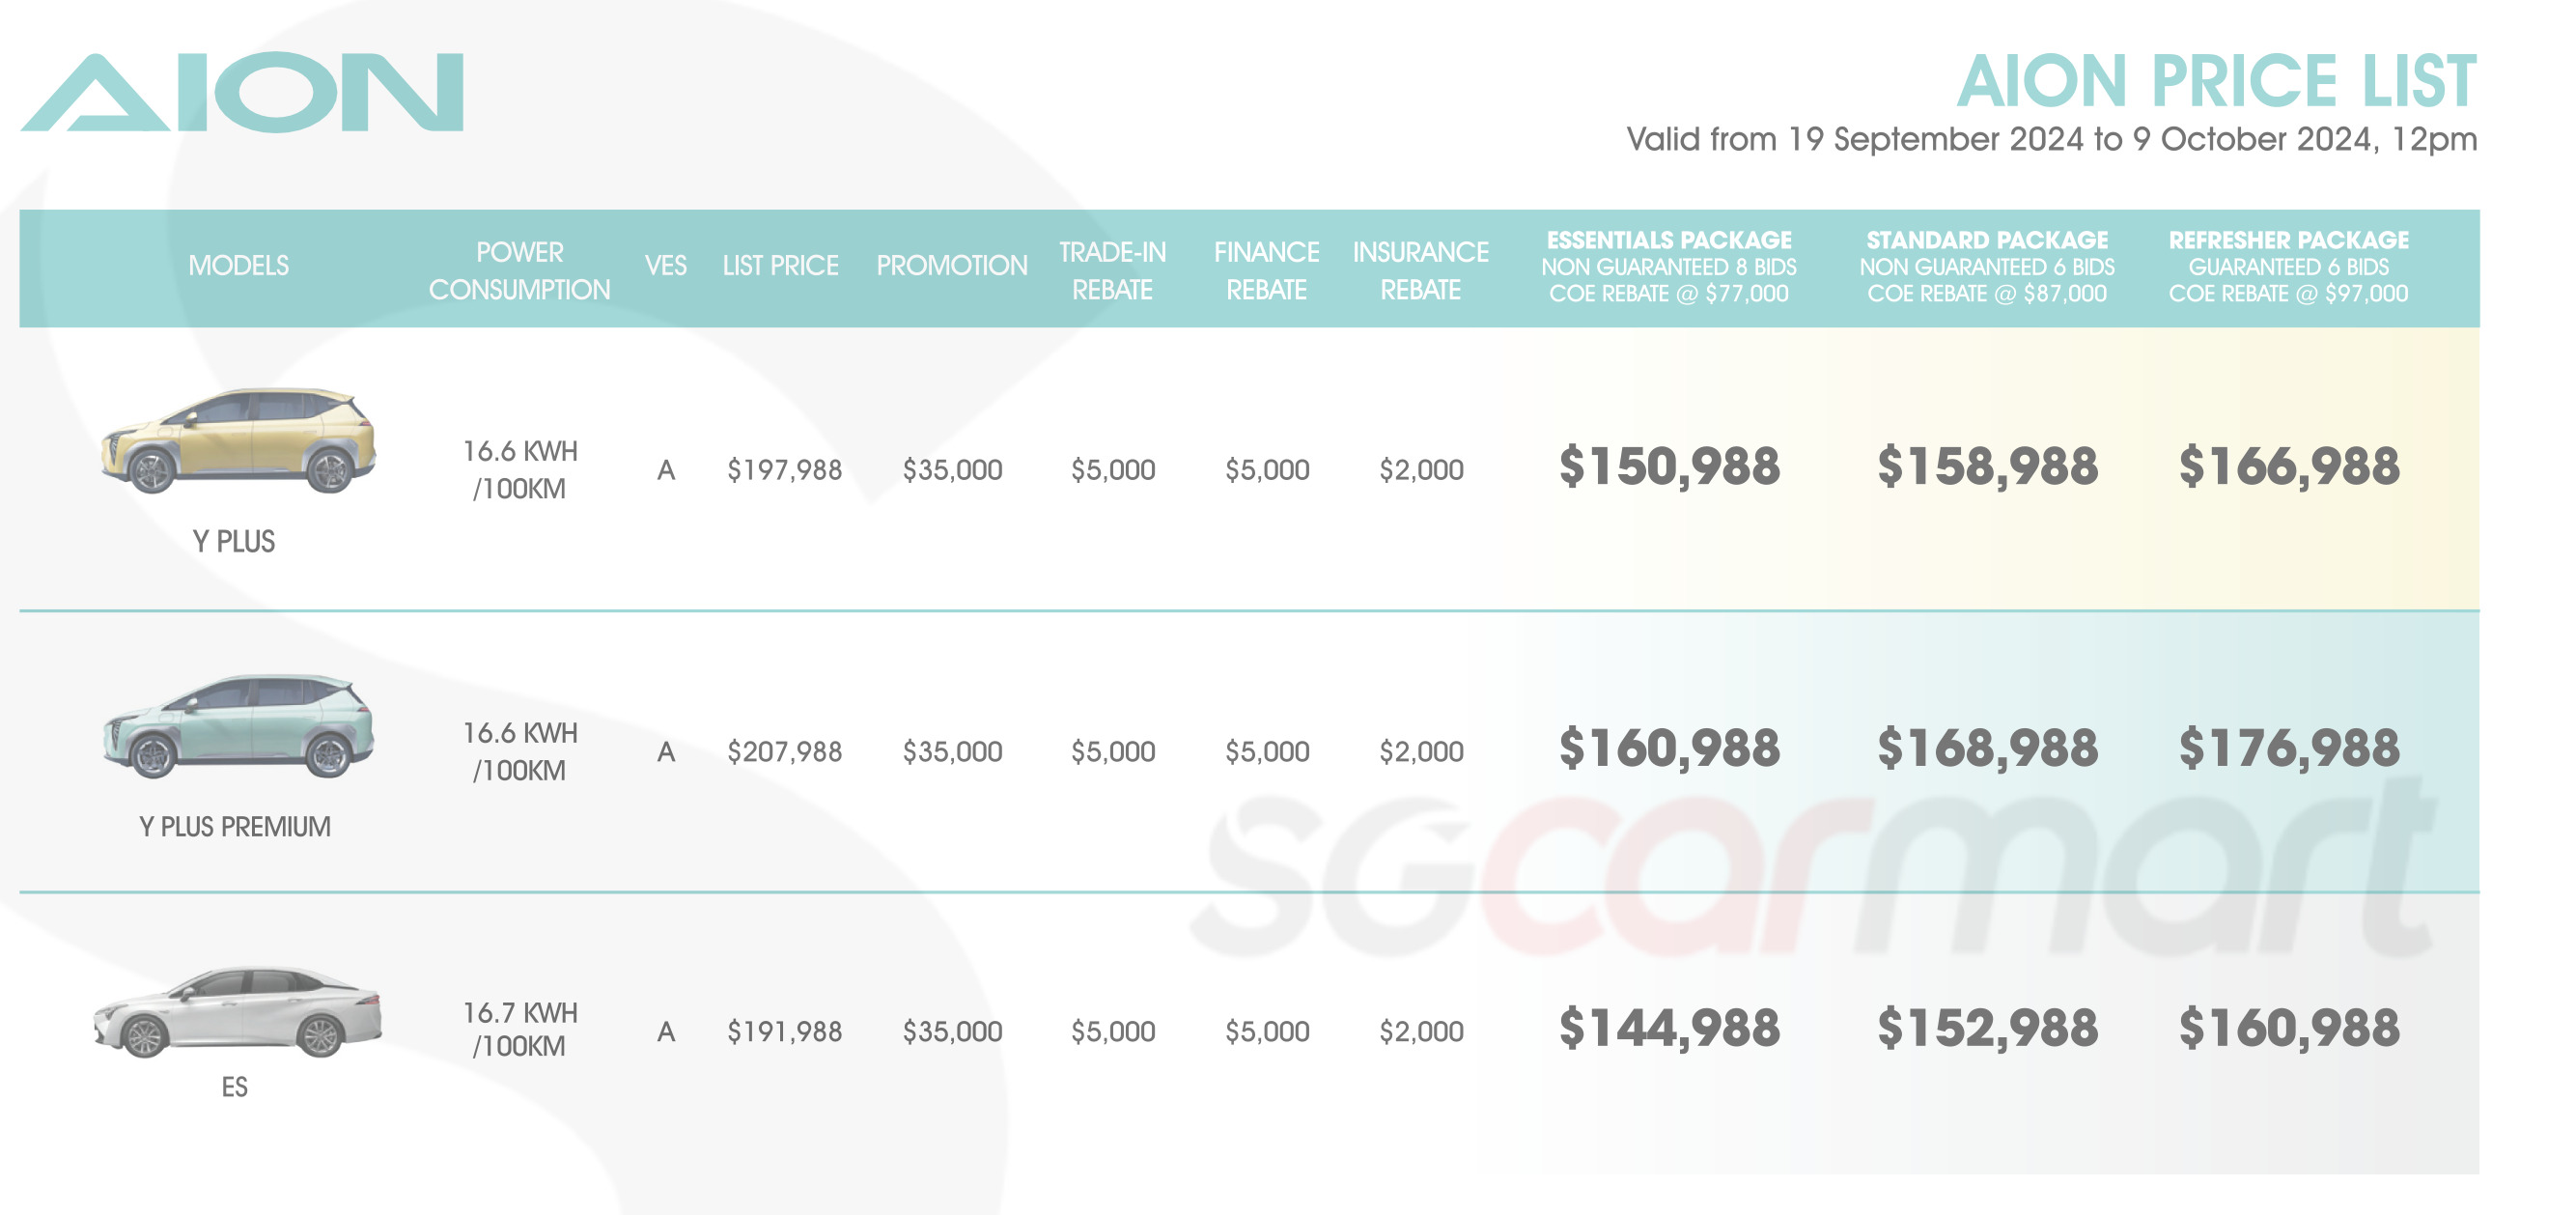 AION
AION PRICE LIST
Valid from 19 September 2024 to 9 October 2024, 12pm
MODELS
POWER
CONSUMPTION
VES
LIST PRICE
PROMOTION
TRADE-IN
REBATE
FINANCE
REBATE
INSURANCE
REBATE
ESSENTIALS PACKAGE
NON GUARANTEED 8 BIDS
COE REBATE @ $77,000
STANDARD PACKAGE
NON GUARANTEED 6 BIDS
COE REBATE @ $87,000
REFRESHER PACKAGE
GUARANTEED 6 BIDS
COE REBATE @ $97,000
Y PLUS
16.6 KWH
/100KM
A
$197,988
$35,000
$5,000
$5,000
$2,000
$150,988
$158,988
$166,988
Y PLUS PREMIUM
16.6 KWH
/100KM
A
$207,988
$35,000
$5,000
$5,000
$2,000
$160,988
$168,988
$176,988
sgcarmart
ES
16.7 KWH
/100KM
A
$191,988
$35,000
$5,000
$5,000
$2,000
$144,988
$152,988
$160,988